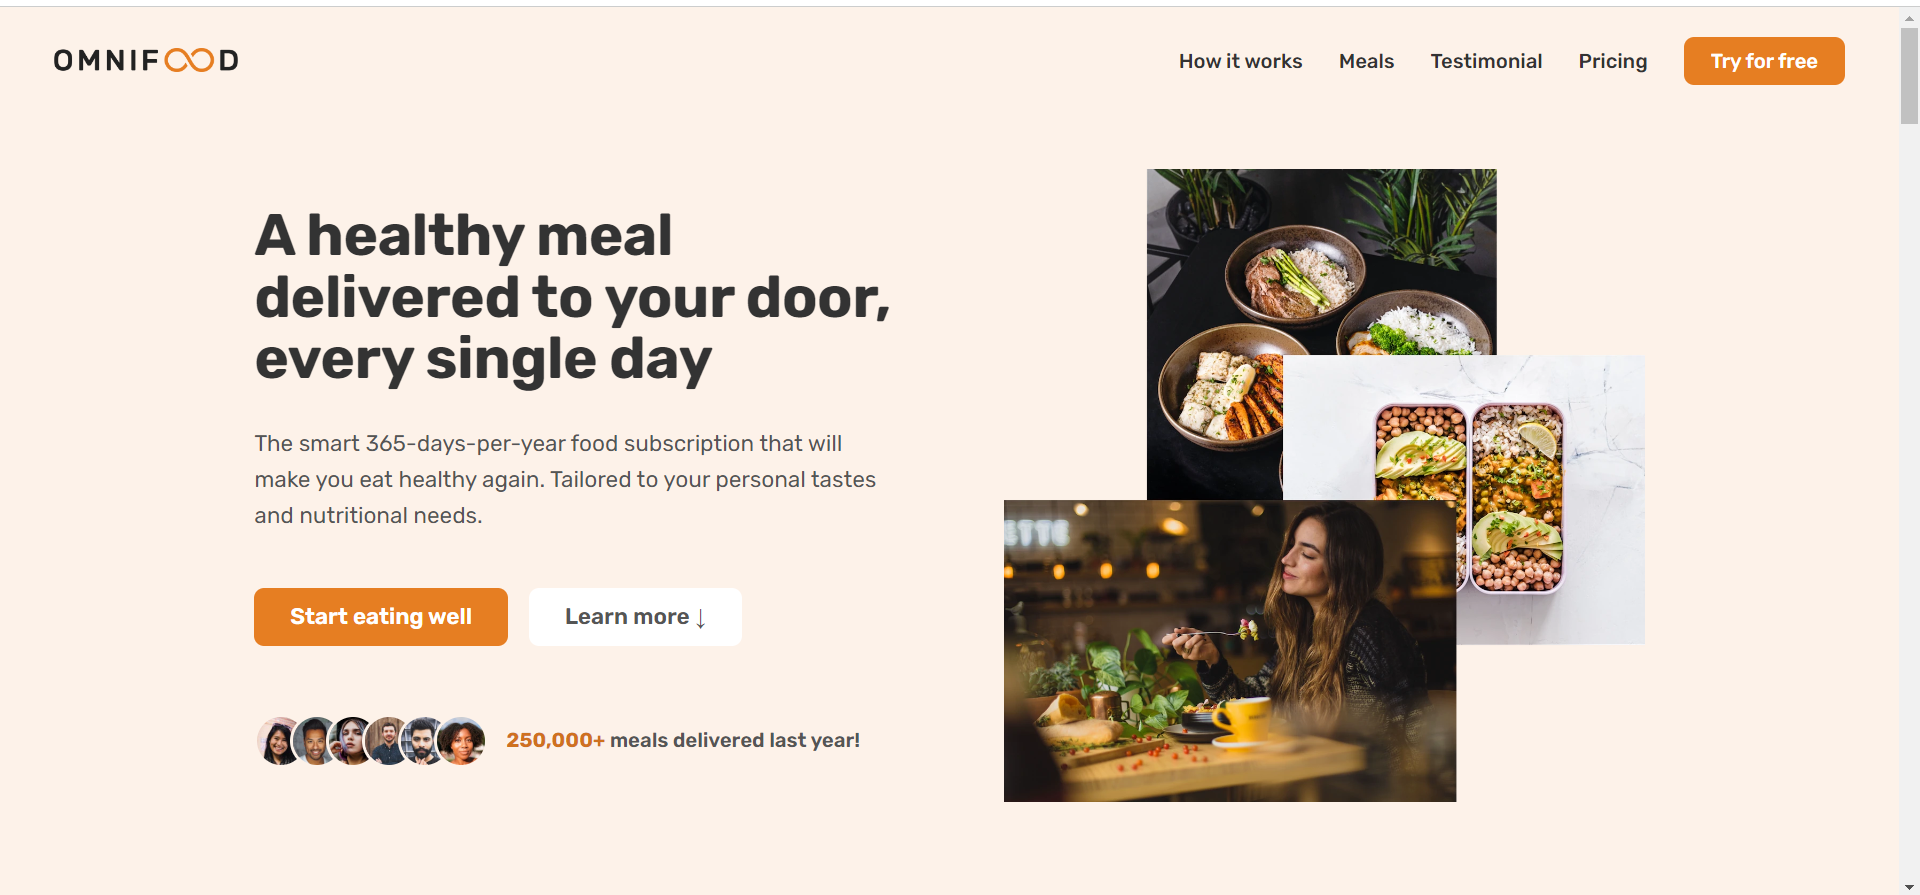 OMNIFOOD
How it works Meals Testimonial Pricing Try for free
A healthy meal
delivered to your door,
every single day
The smart 365-days-per-year food subscription that will
make you eat healthy again. Tailored to your personal tastes
and nutritional needs.
Start eating well Learn more ↓
250,000+ meals delivered last year!